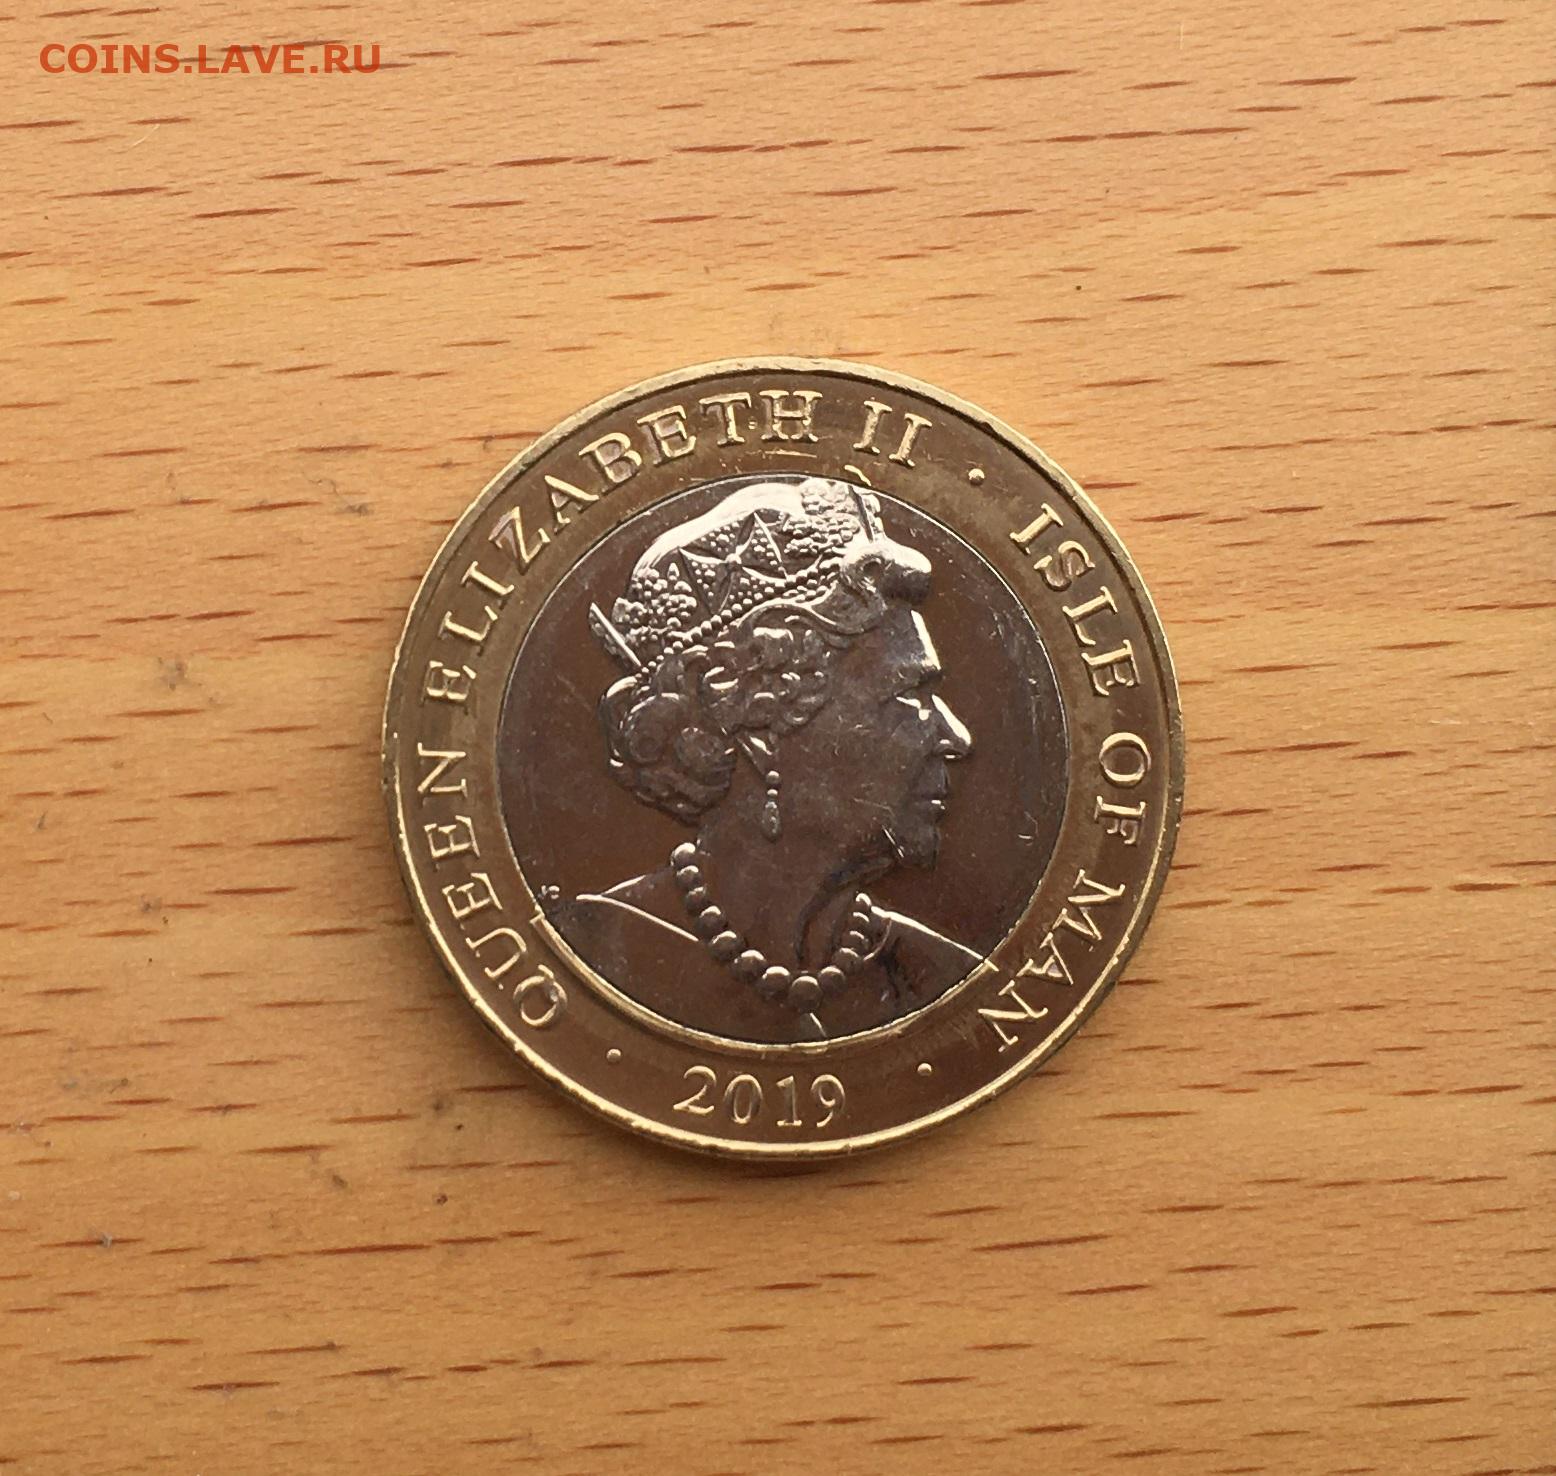 COINS.LAVE.RU
QUEEN ELIZABETH II · ISLE OF MAN ·
2019 ·